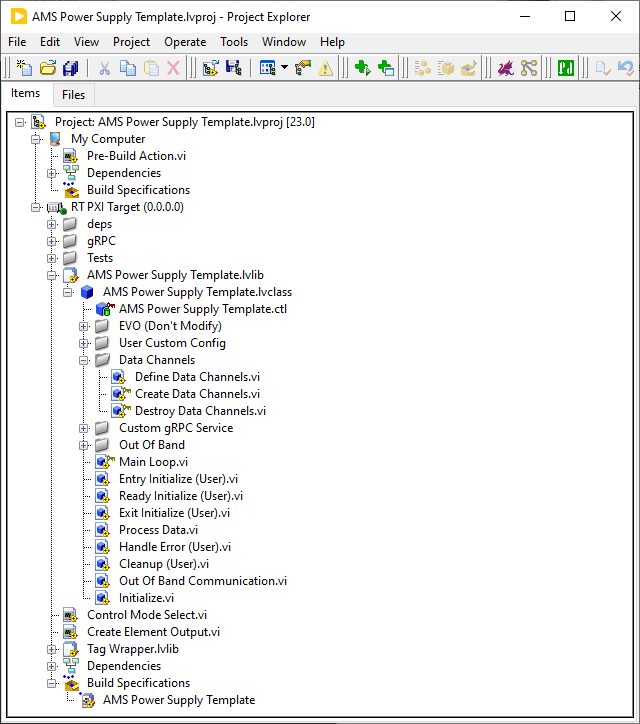 AMS Power Supply Template.lvproj - Project Explorer
File Edit View Project Operate Tools Window Help
Items Files
Project: AMS Power Supply Template.lvproj [23.0]
My Computer
Pre-Build Action.vi
Dependencies
Build Specifications
RT PXI Target (0.0.0.0)
deps
gRPC
Tests
AMS Power Supply Template.lvlib
AMS Power Supply Template.lvclass
AMS Power Supply Template.ctl
EVO (Don't Modify)
User Custom Config
Data Channels
Define Data Channels.vi
Create Data Channels.vi
Destroy Data Channels.vi
Custom gRPC Service
Out Of Band
Main Loop.vi
Entry Initialize (User).vi
Ready Initialize (User).vi
Exit Initialize (User).vi
Process Data.vi
Handle Error (User).vi
Cleanup (User).vi
Out Of Band Communication.vi
Initialize.vi
Control Mode Select.vi
Create Element Output.vi
Tag Wrapper.lvlib
Dependencies
Build Specifications
AMS Power Supply Template